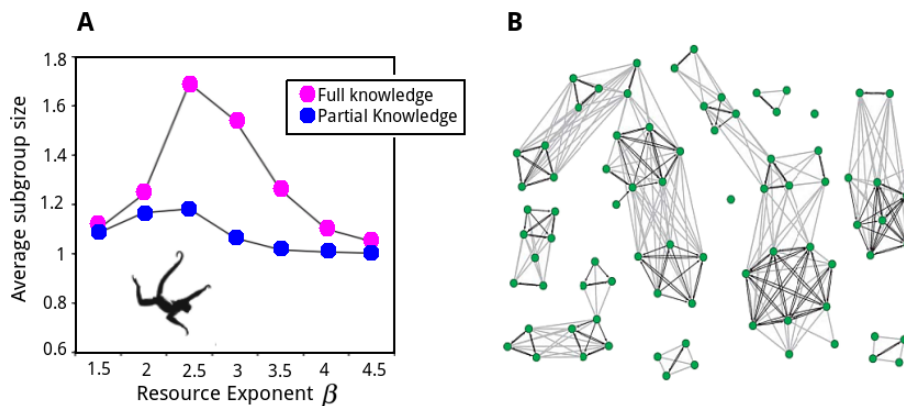 A
B
1.8
1.6
1.4
1.2
1
0.8
0.6
Average subgroup size
Full knowledge
Partial Knowledge
1.5 2 2.5 3 3.5 4 4.5
Resource Exponent β